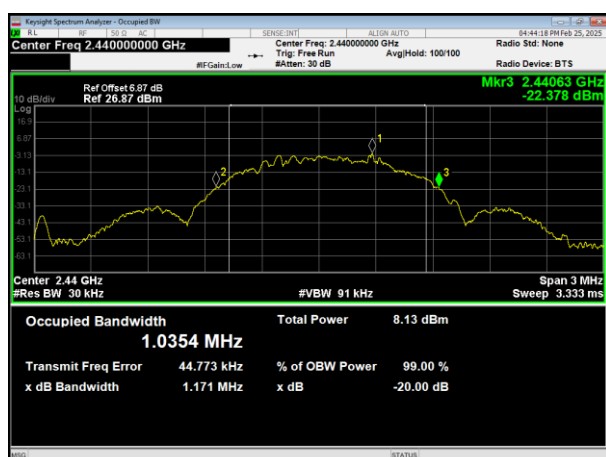 Keysight Spectrum Analyzer - Occupied BW
RL RF 50 Ω AC SENSE:INT ALIGN AUTO 04:44:18 PM Feb 25, 2025
Center Freq 2.440000000 GHz Center Freq: 2.440000000 GHz Radio Std: None
Trig: Free Run Avg|Hold: 100/100
#IFGain:Low #Atten: 30 dB Radio Device: BTS
Ref Offset 6.87 dB Mkr3 2.44063 GHz
10 dB/div Ref 26.87 dBm -22.378 dBm
Log
16.9
6.87
-3.13
-13.1
-23.1
-33.1
-43.1
-53.1
-63.1
1
2
3
Center 2.44 GHz Span 3 MHz
#Res BW 30 kHz #VBW 91 kHz Sweep 3.333 ms
Occupied Bandwidth Total Power 8.13 dBm
1.0354 MHz
Transmit Freq Error 44.773 kHz % of OBW Power 99.00 %
x dB Bandwidth 1.171 MHz x dB -20.00 dB
MSG STATUS